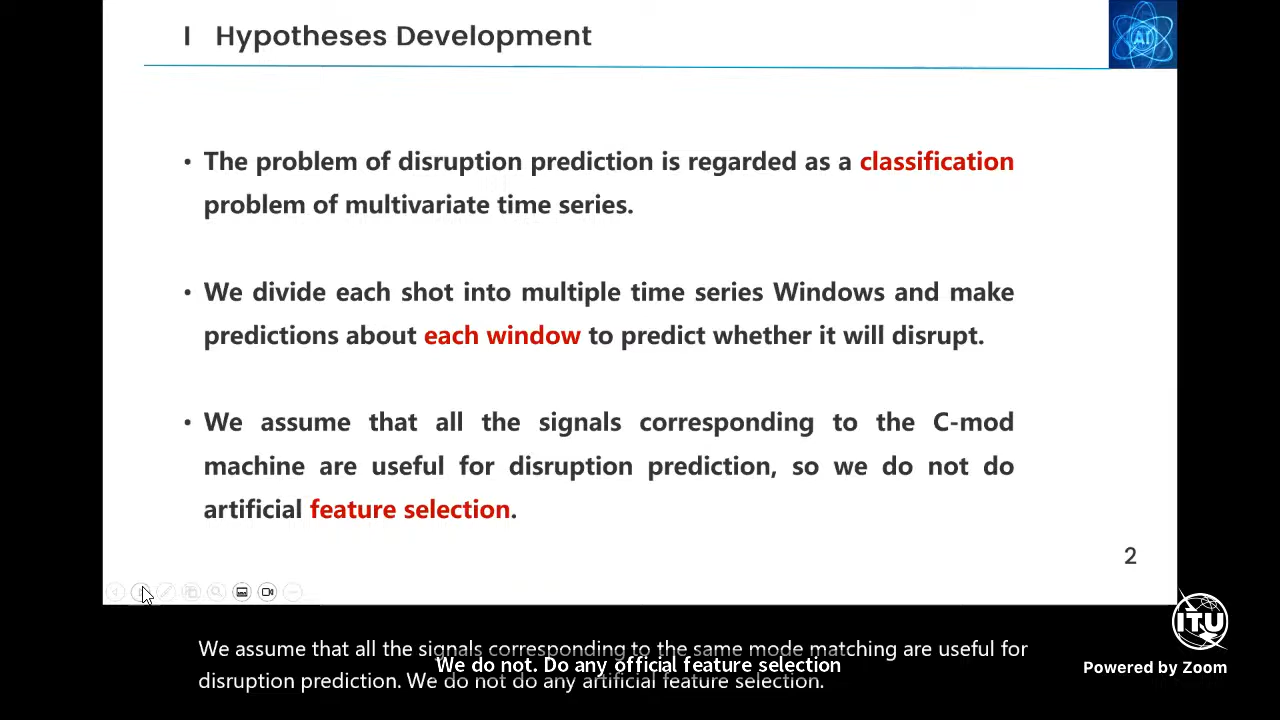 I Hypotheses Development
AI
• The problem of disruption prediction is regarded as a classification
problem of multivariate time series.
• We divide each shot into multiple time series Windows and make
predictions about each window to predict whether it will disrupt.
• We assume that all the signals corresponding to the C-mod
machine are useful for disruption prediction, so we do not do
artificial feature selection.
2
We assume that all the signals corresponding to the same mode matching are useful for
We do not. Do any official feature selection
disruption prediction. We do not do any artificial feature selection.
ITU
Powered by Zoom